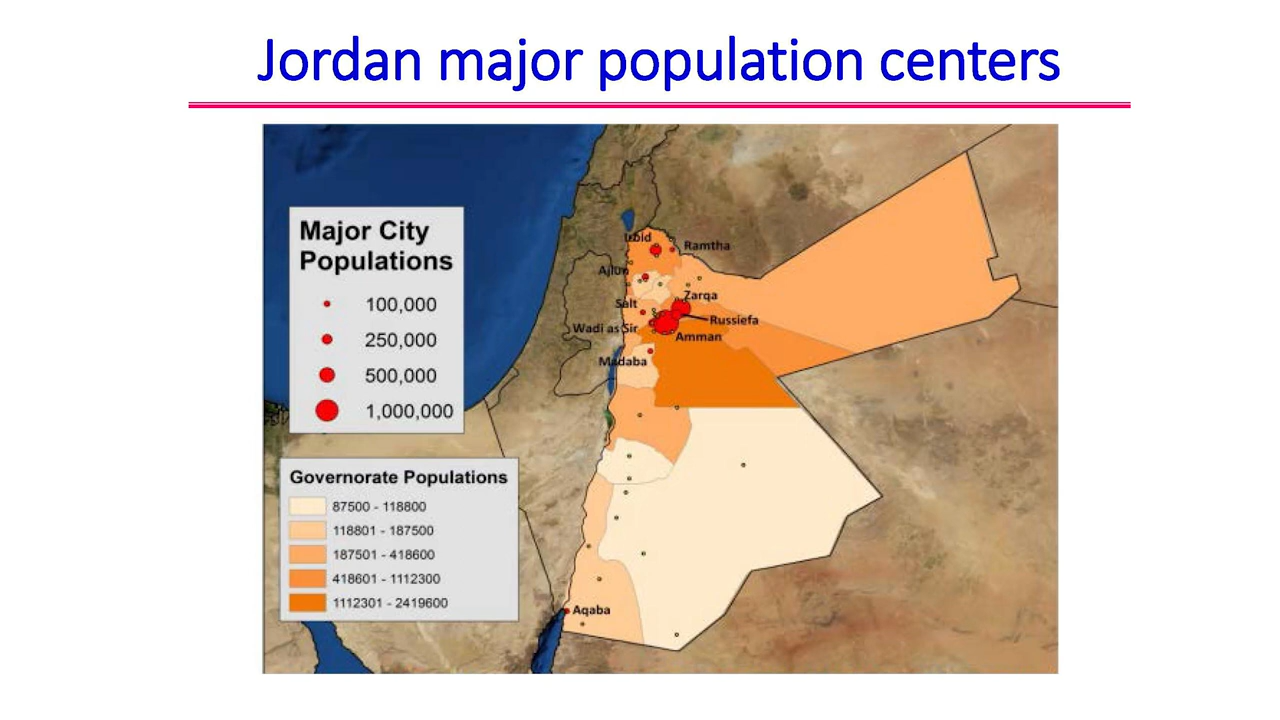 Jordan major population centers
Major City
Populations
100,000
250,000
500,000
1,000,000
Irbid
Ramtha
Ajlun
Zarqa
Salt
Russiefa
Wadi as Sir
Amman
Madaba
Governorate Populations
87500 - 118800
118801 - 187500
187501 - 418600
418601 - 1112300
1112301 - 2419600
Aqaba